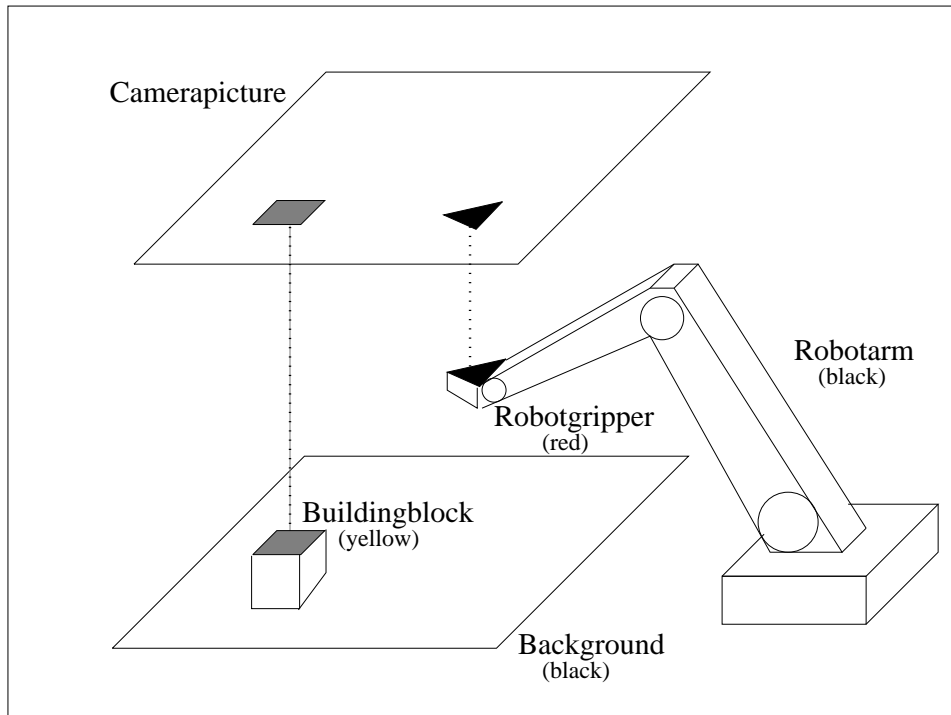 Camerapicture
Robotarm
(black)
Robotgripper
(red)
Buildingblock
(yellow)
Background
(black)